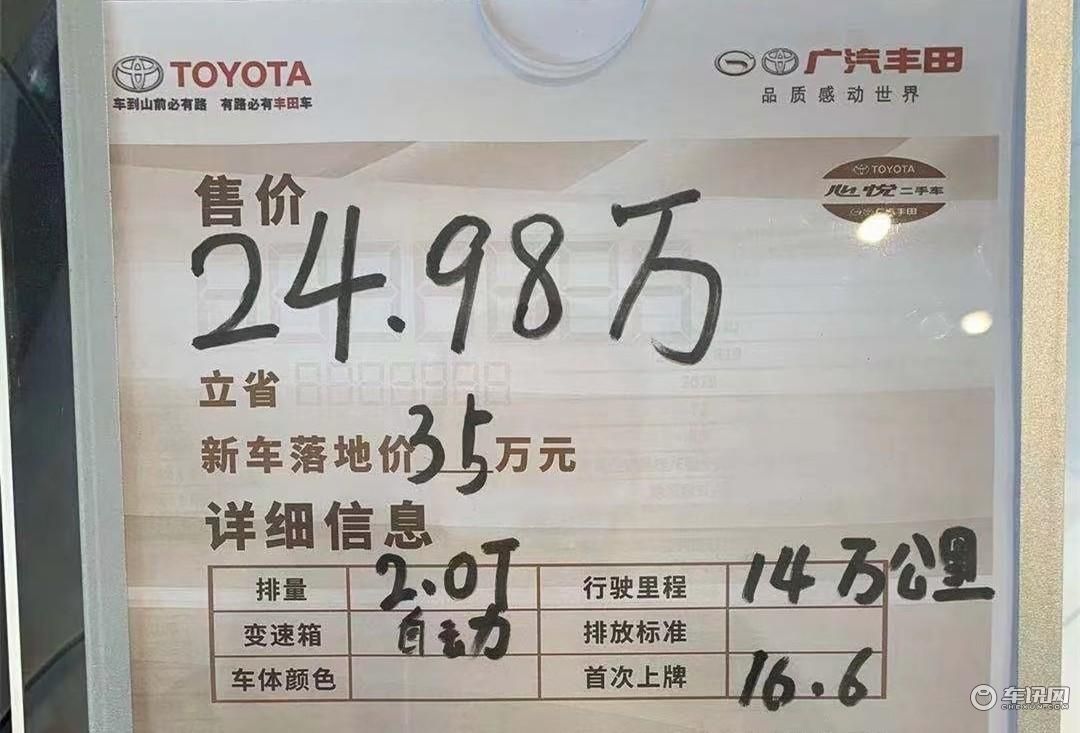 TOYOTA
车到山前必有路 有路必有丰田车
广汽丰田
品质感动世界
TOYOTA
心悦 二手车
广汽丰田
售价
24.98万
立省
新车落地价35万元
详细信息
排量 2.0T 行驶里程 14万公里
变速箱 自动 排放标准
车体颜色 首次上牌 16.6
车讯网
CHEXUN.COM